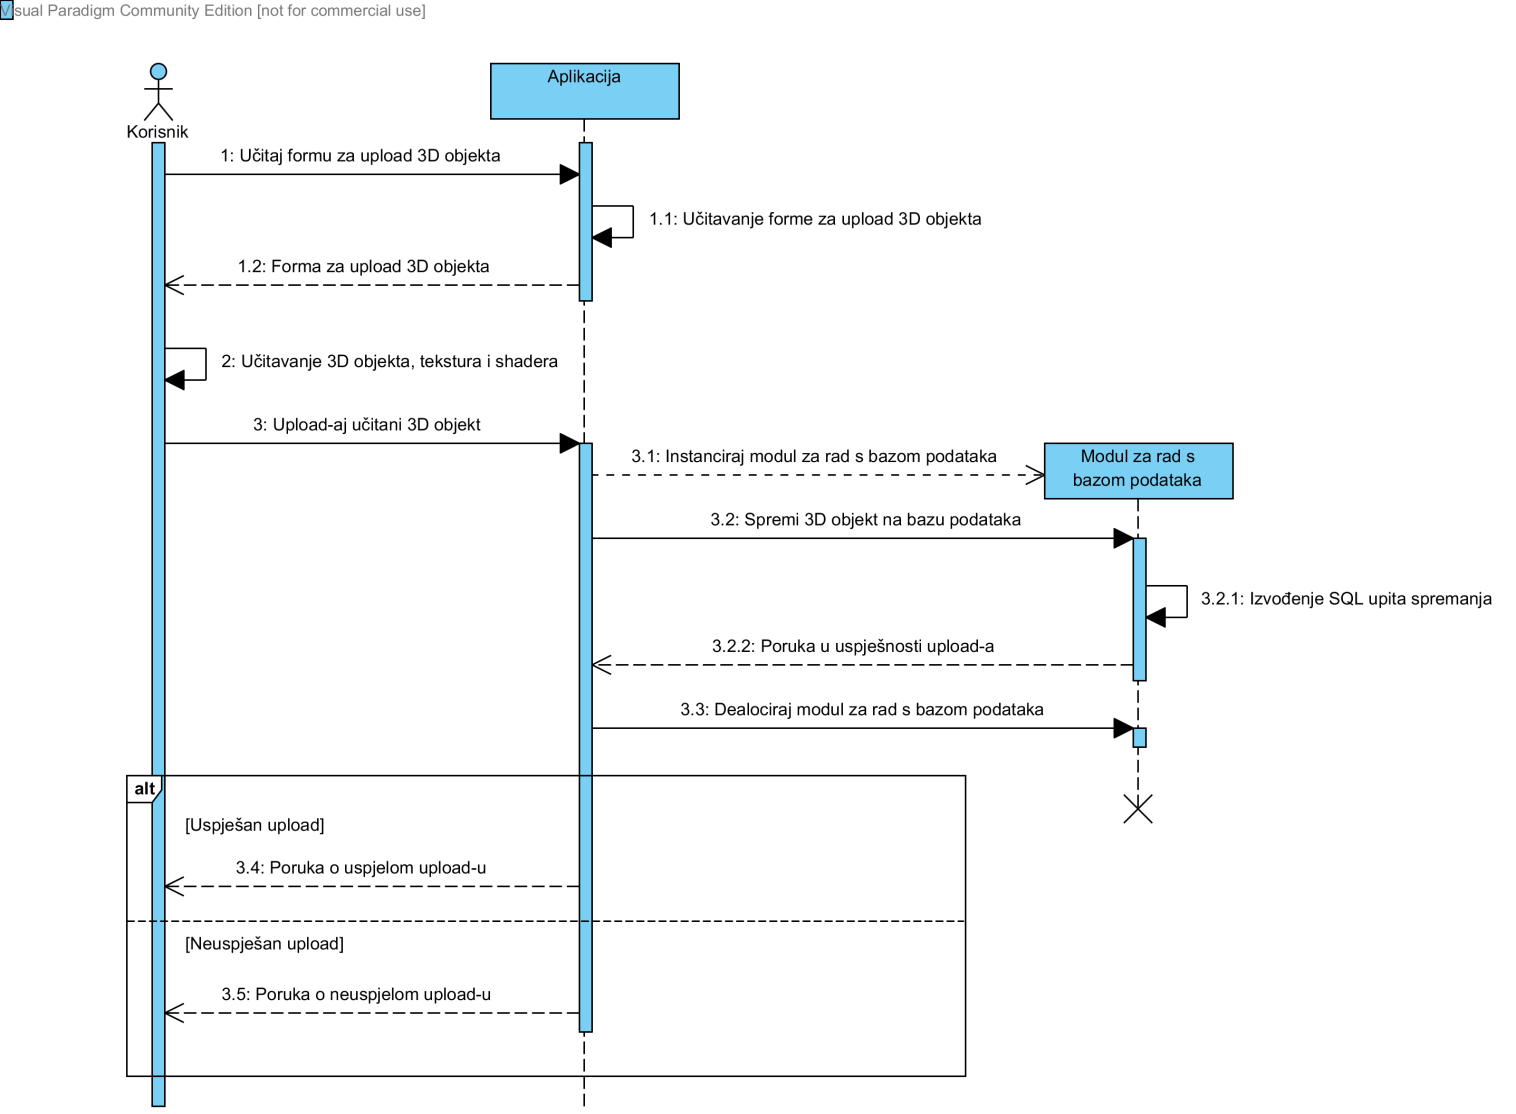 Visual Paradigm Community Edition [not for commercial use]
Aplikacija
Korisnik
1: Učitaj formu za upload 3D objekta
1.1: Učitavanje forme za upload 3D objekta
1.2: Forma za upload 3D objekta
2: Učitavanje 3D objekta, tekstura i shadera
3: Upload-aj učitani 3D objekt
3.1: Instanciraj modul za rad s bazom podataka
Modul za rad s
bazom podataka
3.2: Spremi 3D objekt na bazu podataka
3.2.1: Izvođenje SQL upita spremanja
3.2.2: Poruka u uspješnosti upload-a
3.3: Dealociraj modul za rad s bazom podataka
alt
[Uspješan upload]
3.4: Poruka o uspjelom upload-u
[Neuspješan upload]
3.5: Poruka o neuspjelom upload-u